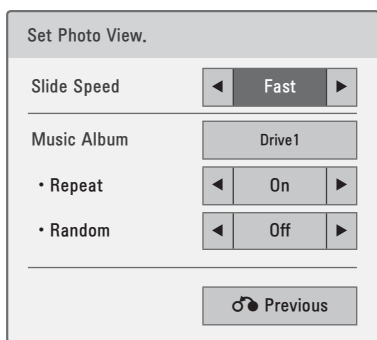 Set Photo View.
Slide Speed ◀ Fast ▶
Music Album Drive1
• Repeat ◀ On ▶
• Random ◀ Off ▶
Previous